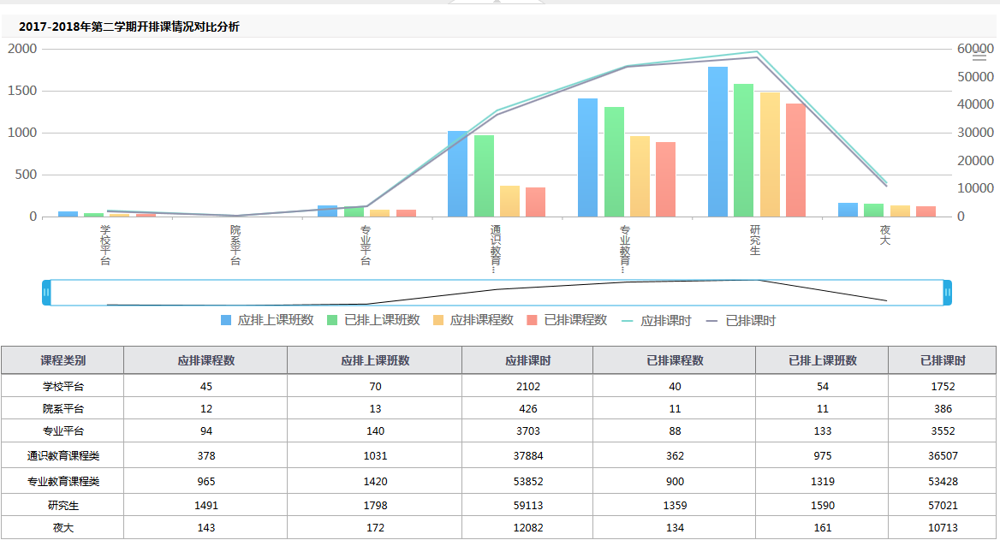 2017-2018年第二学期开排课情况对比分析
2000
1500
1000
500
0
60000
50000
40000
30000
20000
10000
0
学校平台
院系平台
专业平台
通识教育…
专业教育…
研究生
夜大
应排上课班数 已排上课班数 应排课程数 已排课程数 应排课时 已排课时
课程类别 应排课程数 应排上课班数 应排课时 已排课程数 已排上课班数 已排课时
学校平台 45 70 2102 40 54 1752
院系平台 12 13 426 11 11 386
专业平台 94 140 3703 88 133 3552
通识教育课程类 378 1031 37884 362 975 36507
专业教育课程类 965 1420 53852 900 1319 53428
研究生 1491 1798 59113 1359 1590 57021
夜大 143 172 12082 134 161 10713